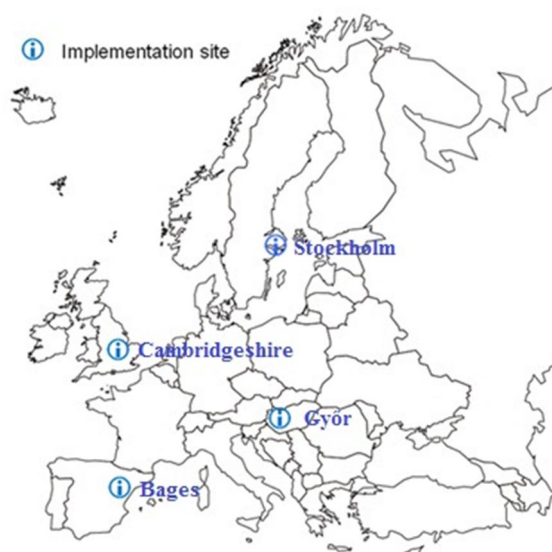 Implementation site
Stockholm
Cambridgeshire
Győr
Bages